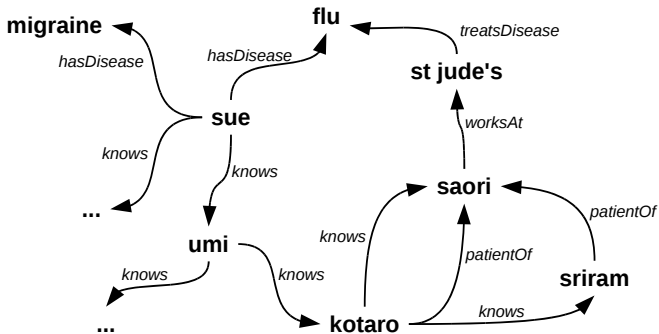 flu
migraine
treatsDisease
hasDisease
hasDisease
st jude's
sue
worksAt
knows
knows
saori
...
patientOf
knows
umi
patientOf
knows
knows
sriram
knows
...
kotaro